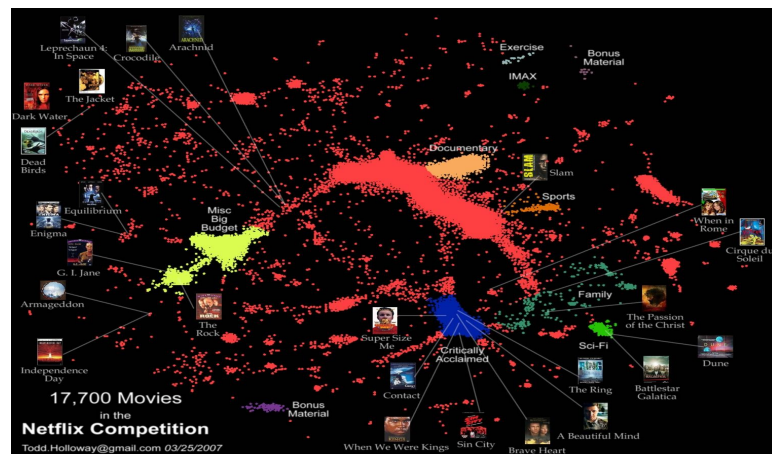 Leprechaun 4:
In Space
Crocodile
Arachnid
Exercise
Bonus
Material
IMAX
The Jacket
Dark Water
Dead
Birds
Documentary
SLAM
Slam
Sports
Equilibrium
Enigma
Misc
Big
Budget
When in
Rome
Cirque du
Soleil
G. I. Jane
Armageddon
The
Rock
Family
The Passion
of the Christ
Super Size
Me
Critically
Acclaimed
Sci-Fi
Dune
Independence
Day
Contact
The Ring
Battlestar
Galatica
17,700 Movies
in the
Netflix Competition
Todd.Holloway@gmail.com 03/25/2007
Bonus
Material
When We Were Kings
Sin City
Brave Heart
A Beautiful Mind